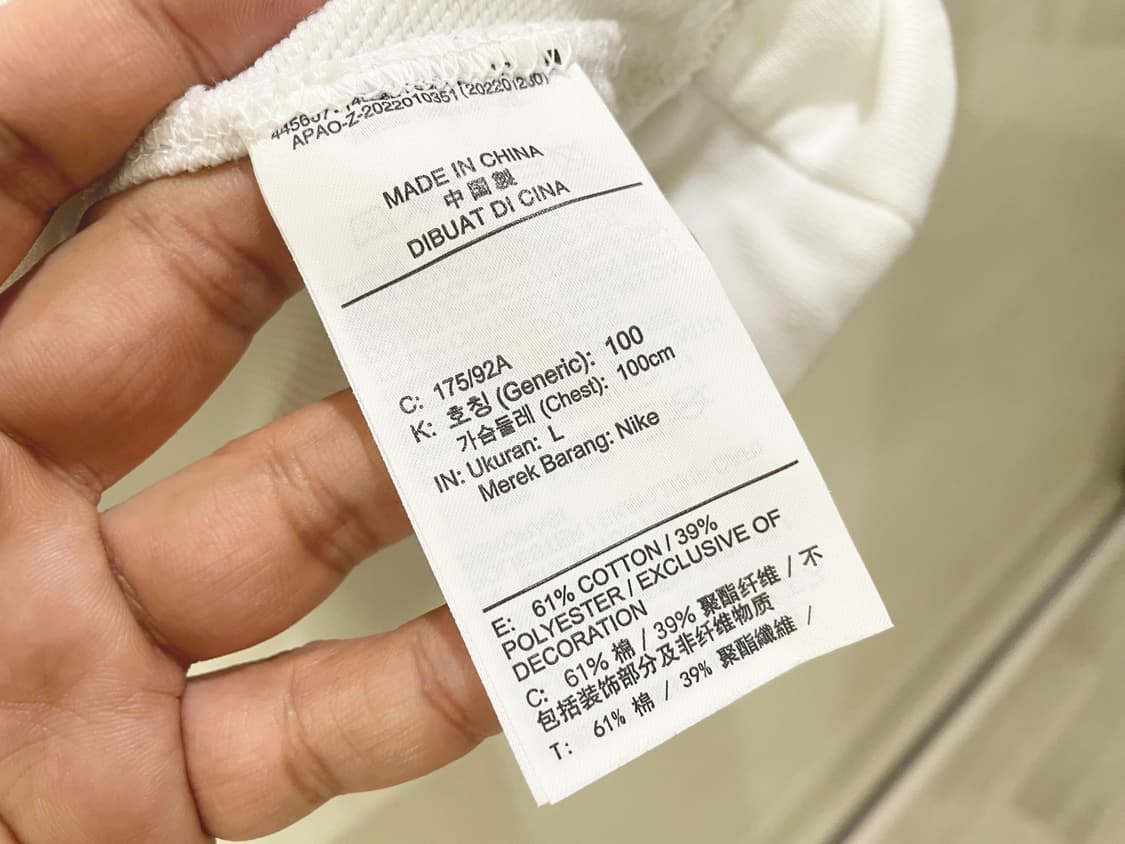 APAO-Z-2022010351 (20220120J)
MADE IN CHINA
中国製
DIBUAT DI CINA
C: 175/92A
K: 호칭 (Generic): 100
가슴둘레 (Chest): 100cm
IN: Ukuran: L
Merek Barang: Nike
E: 61% COTTON / 39%
POLYESTER / EXCLUSIVE OF
DECORATION
C: 61% 棉 / 39% 聚酯纤维 / 不
包括装饰部分及非纤维物质
T: 61% 棉 / 39% 聚酯纖維 /